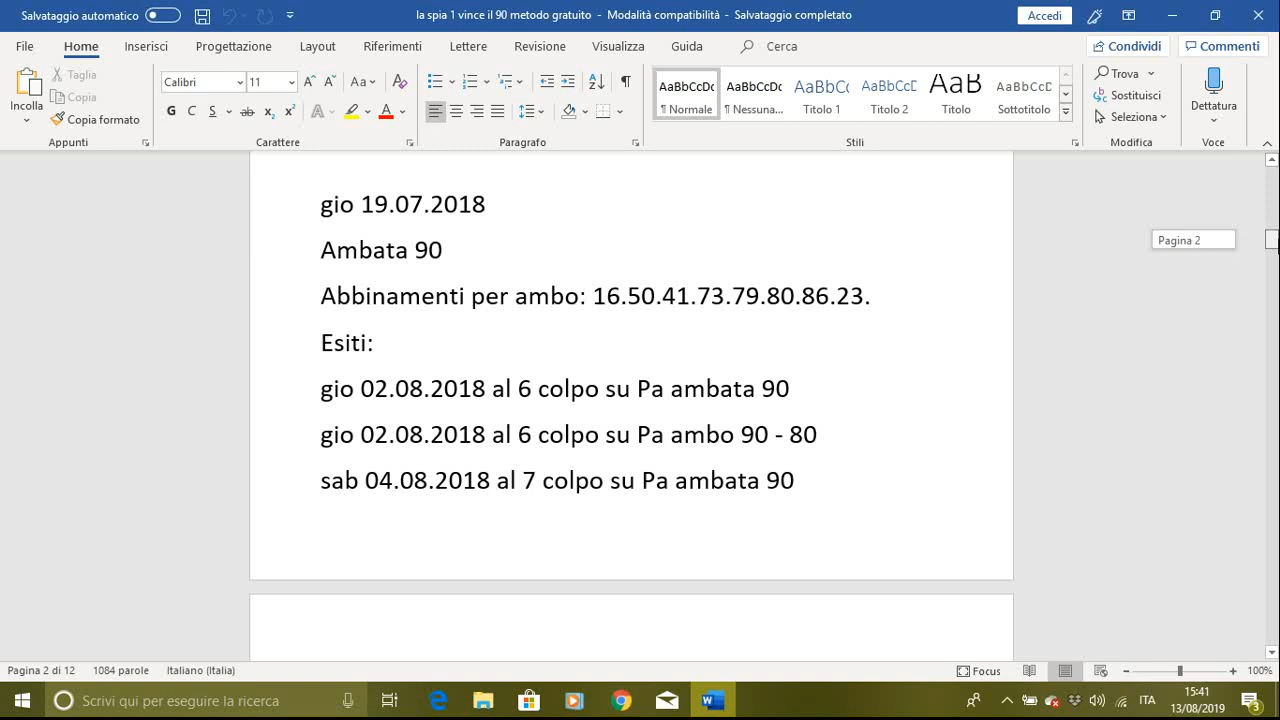 Salvataggio automatico
la spia 1 vince il 90 metodo gratuito - Modalità compatibilità - Salvataggio completato
Accedi
File Home Inserisci Progettazione Layout Riferimenti Lettere Revisione Visualizza Guida Cerca Condividi Commenti
Incolla
Taglia
Copia
Copia formato
Appunti
Calibri 11
Aa
G C S ab x₂ x² A A
Carattere
Paragrafo
AaBbCcDc AaBbCcDc AaBbCc AaBbCcD AaB AaBbCcD
¶ Normale ¶ Nessuna... Titolo 1 Titolo 2 Titolo Sottotitolo
Stili
Trova
Sostituisci
Seleziona
Modifica
Dettatura
Voce
gio 19.07.2018
Ambata 90
Pagina 2
Abbinamenti per ambo: 16.50.41.73.79.80.86.23.
Esiti:
gio 02.08.2018 al 6 colpo su Pa ambata 90
gio 02.08.2018 al 6 colpo su Pa ambo 90 - 80
sab 04.08.2018 al 7 colpo su Pa ambata 90
Pagina 2 di 12 1084 parole Italiano (Italia) Focus 100%
Scrivi qui per eseguire la ricerca
ITA
15:41
13/08/2019
3